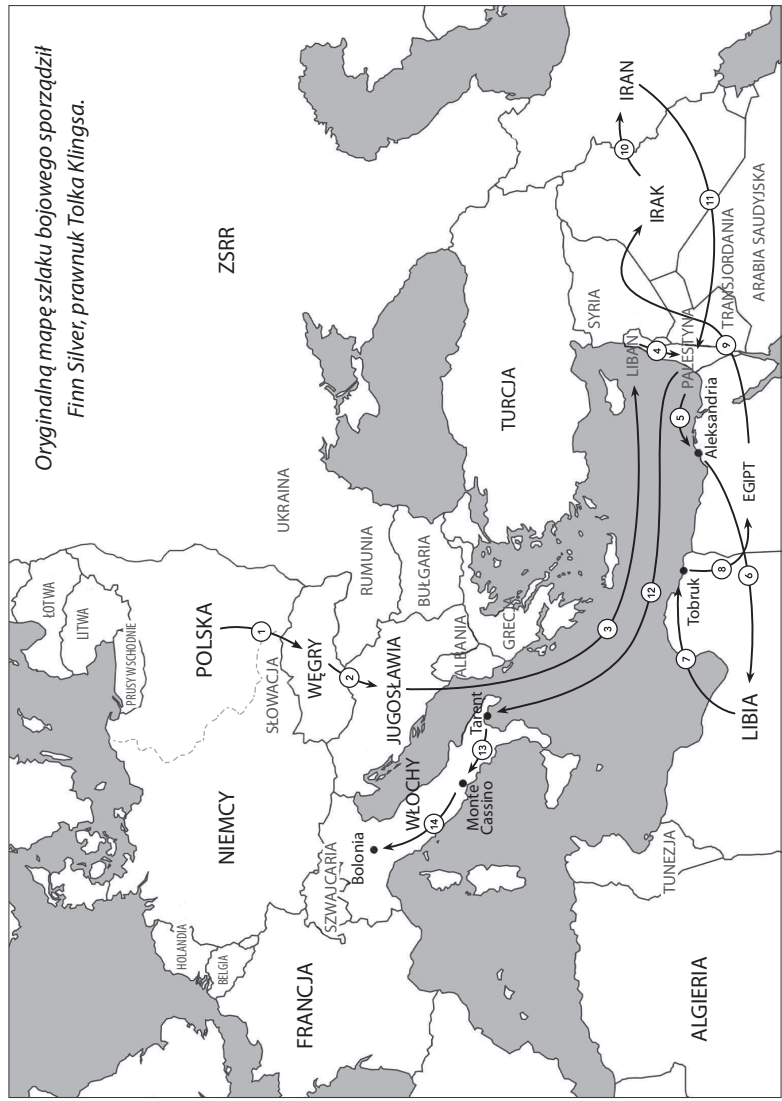 Oryginalną mapę szlaku bojowego sporządził
Finn Silver, prawnuk Tolka Klingsa.
ŁOTWA
LITWA
PRUSY WSCHODNIE
HOLANDIA
BELGIA
NIEMCY
POLSKA
ZSRR
UKRAINA
1
SŁOWACJA
FRANCJA
SZWAJCARIA
WĘGRY
2
RUMUNIA
Bolonia
WŁOCHY
JUGOSŁAWIA
BUŁGARIA
14
ALBANIA
Monte
Cassino
13
Tarent
GRECJ
TURCJA
3
12
SYRIA
LIBAN
4
IRAK
10
IRAN
11
PALESTYNA
5
Aleksandria
9
TRANSJORDANIA
ARABIA SAUDYJSKA
TUNEZJA
ALGIERIA
7
Tobruk
8
6
LIBIA
EGIPT